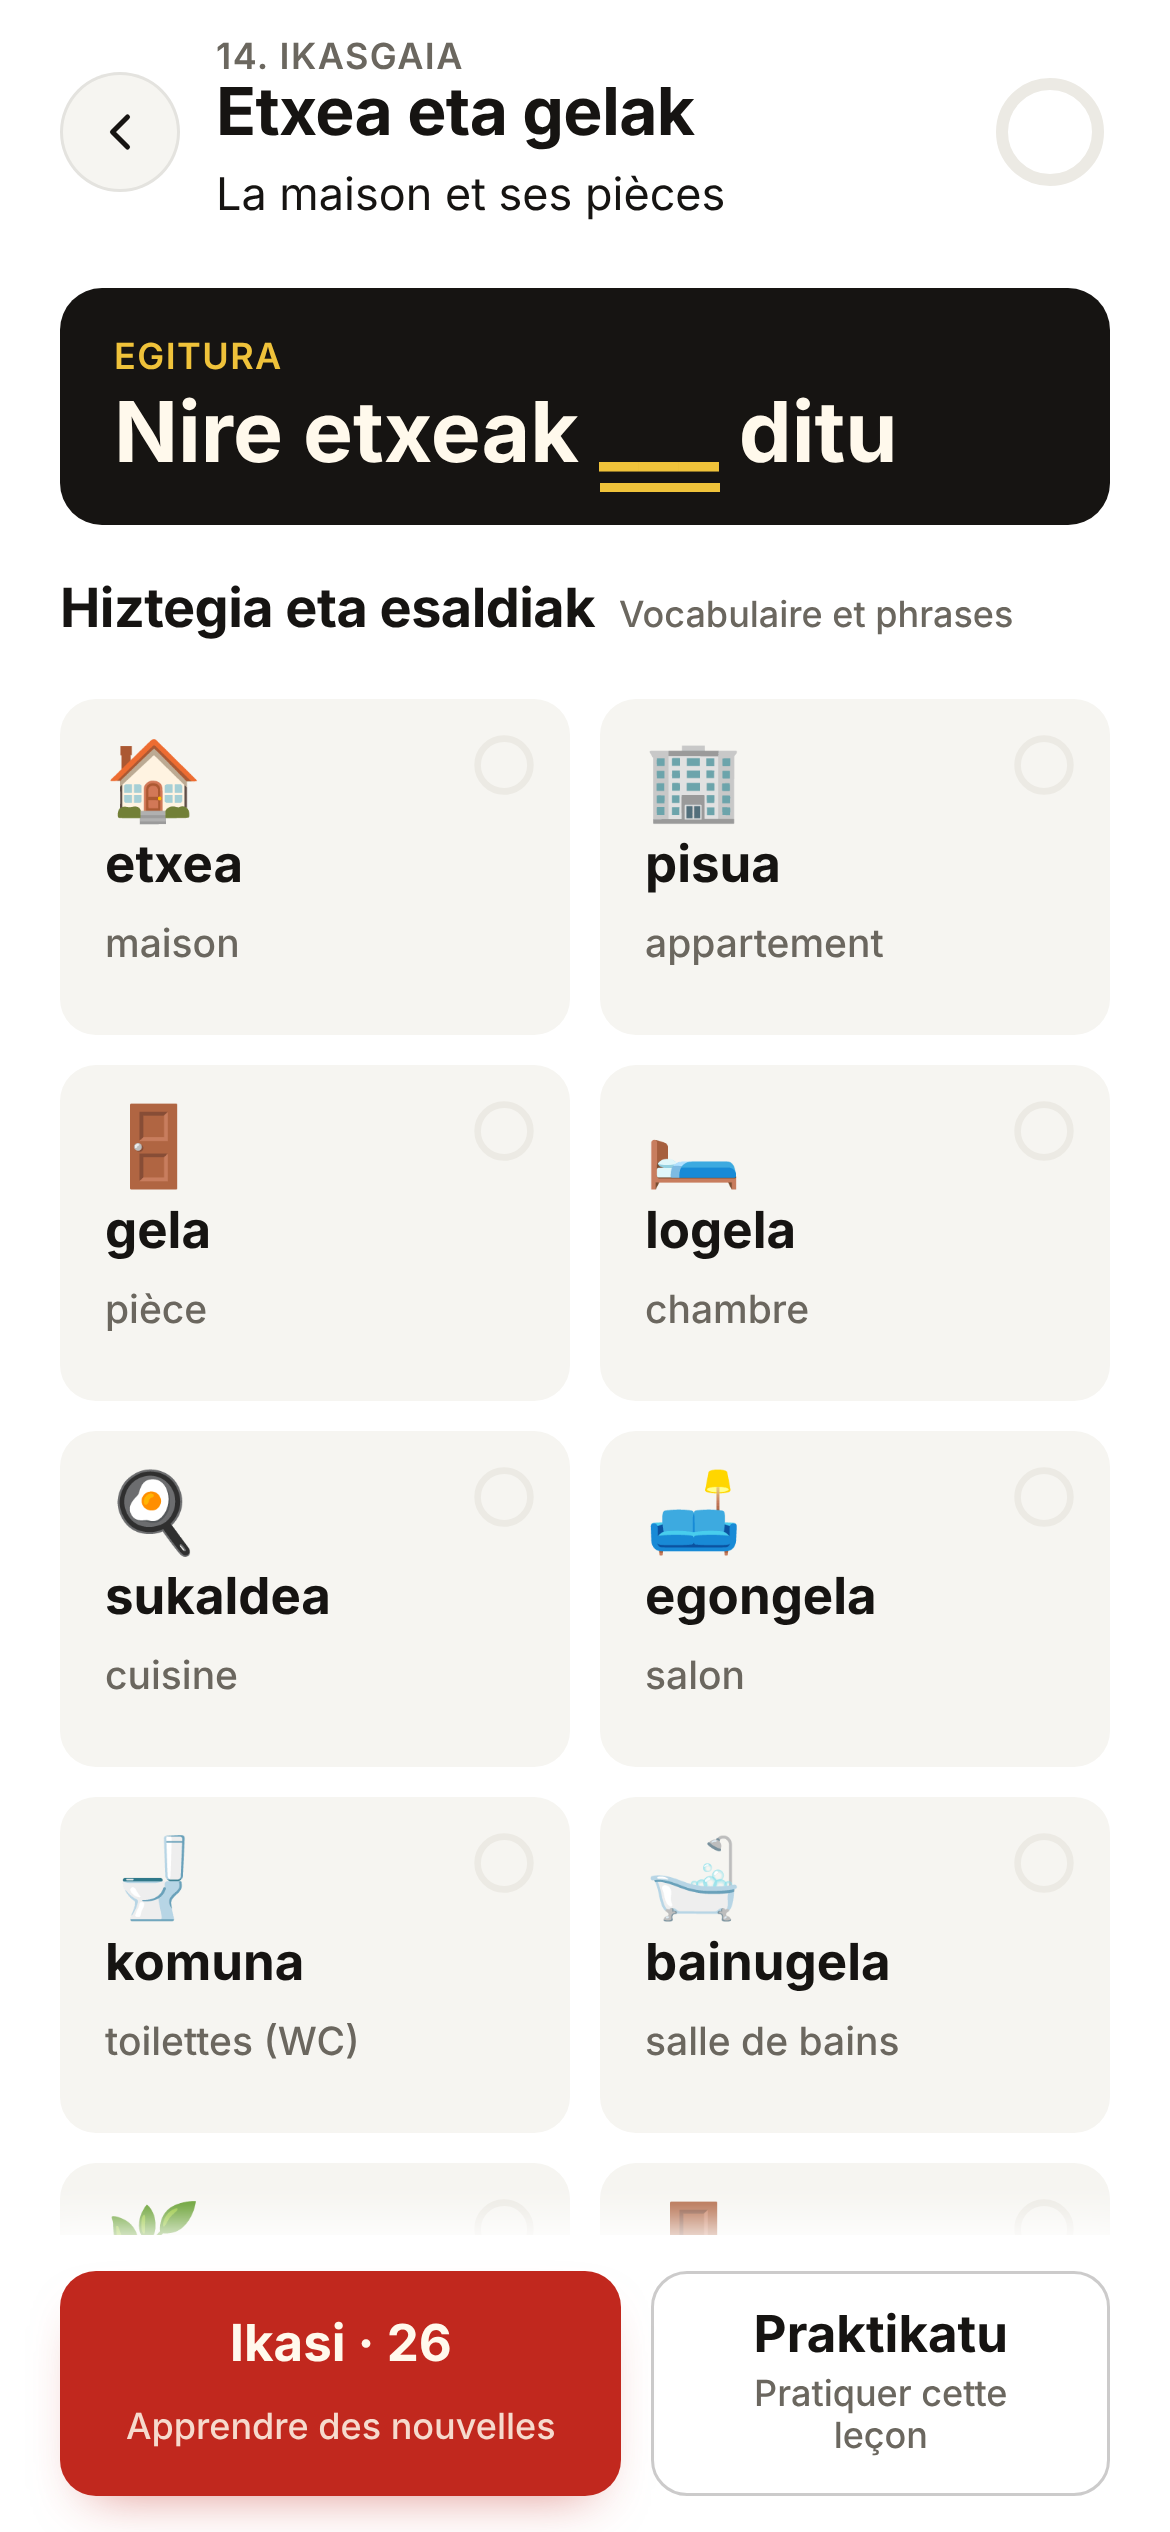 14. IKASGAIA
Etxea eta gelak
La maison et ses pièces
EGITURA
Nire etxeak ___ ditu
Hiztegia eta esaldiak Vocabulaire et phrases
etxea
maison
pisua
appartement
gela
pièce
logela
chambre
sukaldea
cuisine
egongela
salon
komuna
toilettes (WC)
bainugela
salle de bains
Ikasi · 26
Apprendre des nouvelles
Praktikatu
Pratiquer cette
leçon